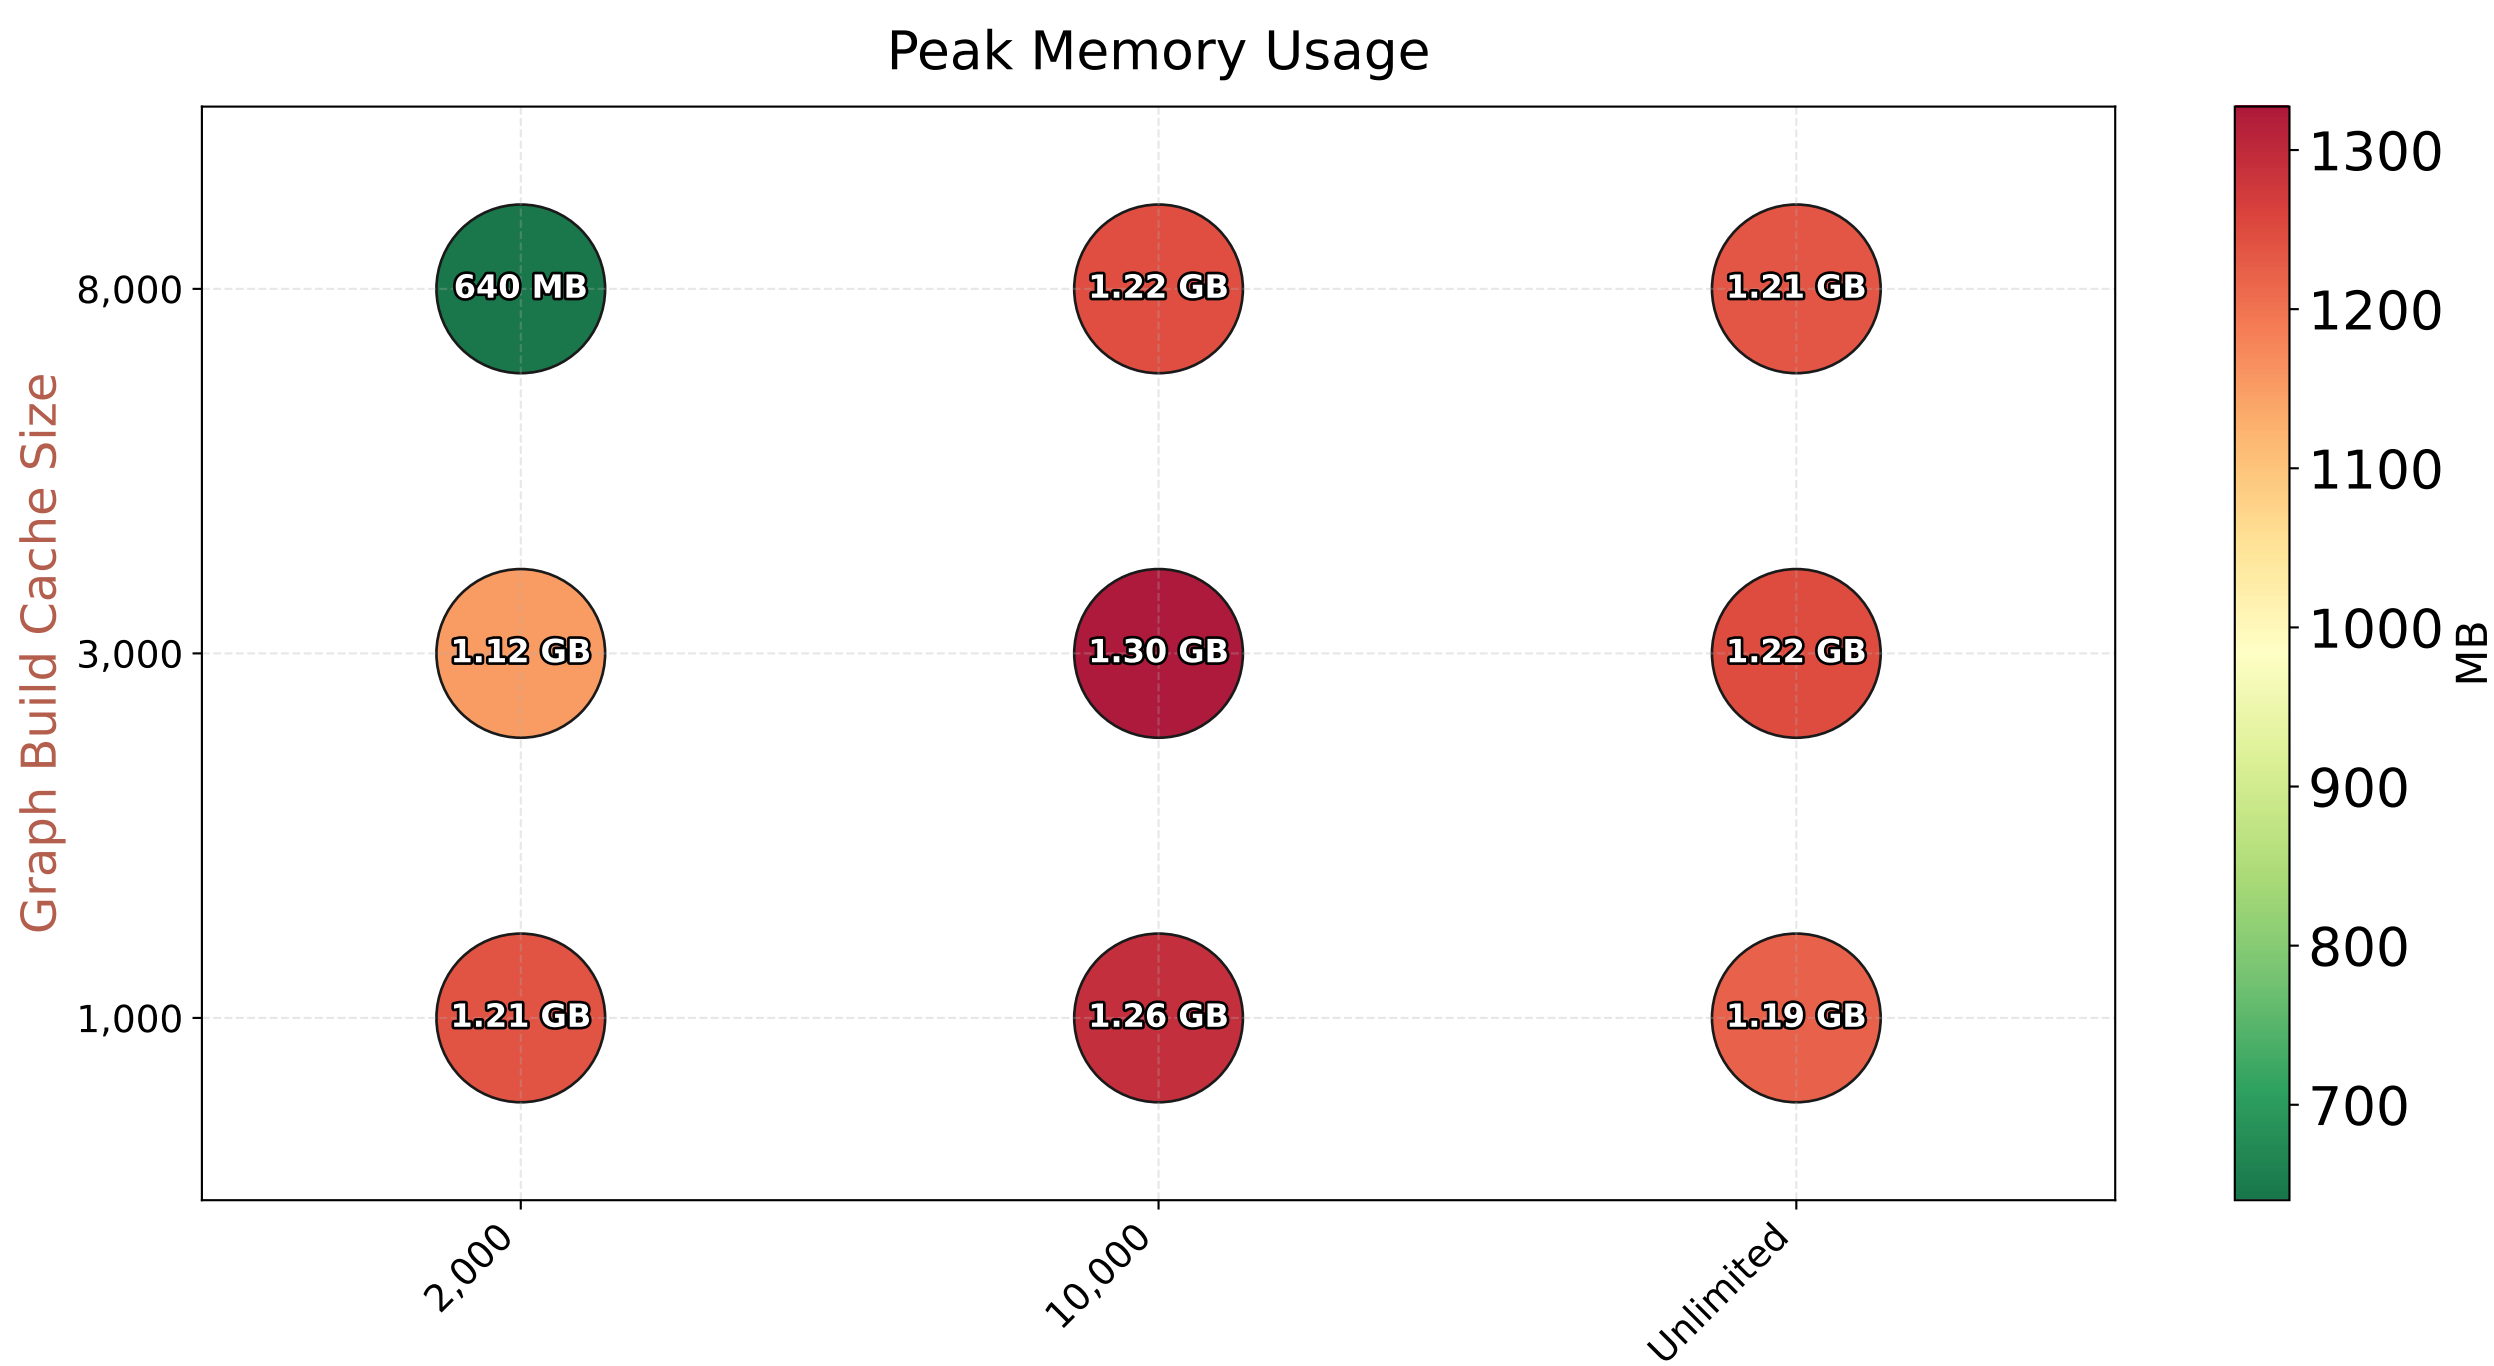 Peak Memory Usage
Graph Build Cache Size
8,000
640 MB
1.22 GB
1.21 GB
3,000
1.12 GB
1.30 GB
1.22 GB
1,000
1.21 GB
1.26 GB
1.19 GB
2,000
10,000
Unlimited
1300
1200
1100
1000
900
800
700
MB